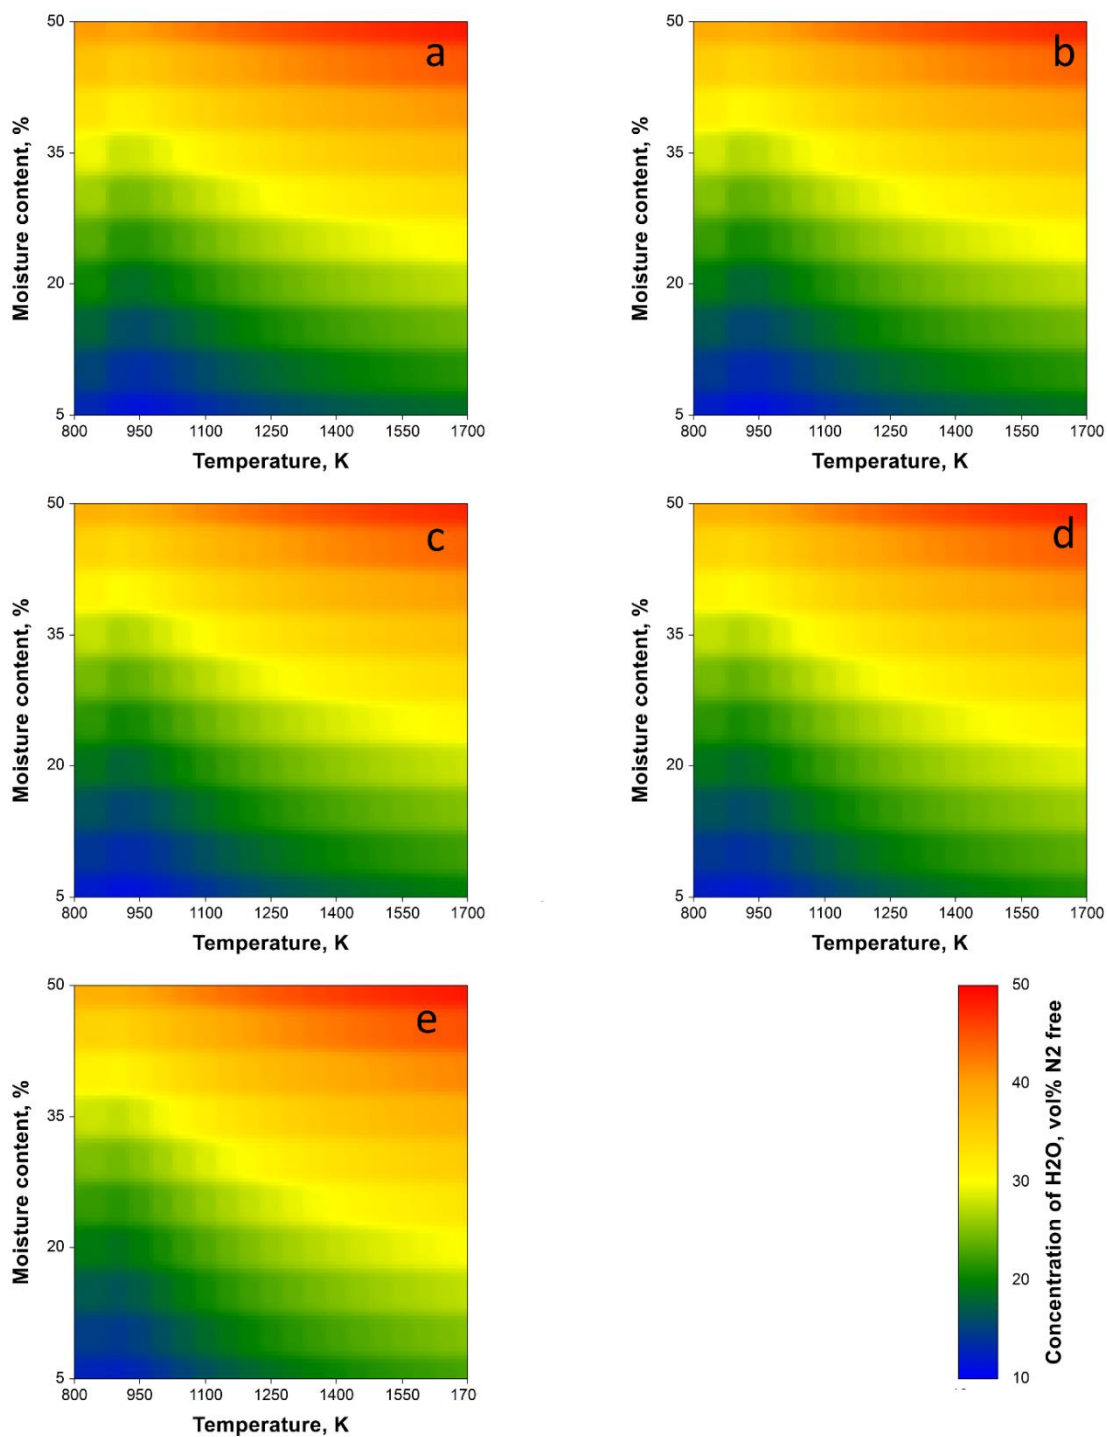 50
35
20
5
Moisture content, %
a
800 950 1100 1250 1400 1550 1700
Temperature, K
50
35
20
5
Moisture content, %
b
800 950 1100 1250 1400 1550 1700
Temperature, K
50
35
20
5
Moisture content, %
c
800 950 1100 1250 1400 1550 1700
Temperature, K
50
35
20
5
Moisture content, %
d
800 950 1100 1250 1400 1550 1700
Temperature, K
50
35
20
5
Moisture content, %
e
800 950 1100 1250 1400 1550 170
Temperature, K
50
40
30
20
10
Concentration of H2O, vol% N2 free